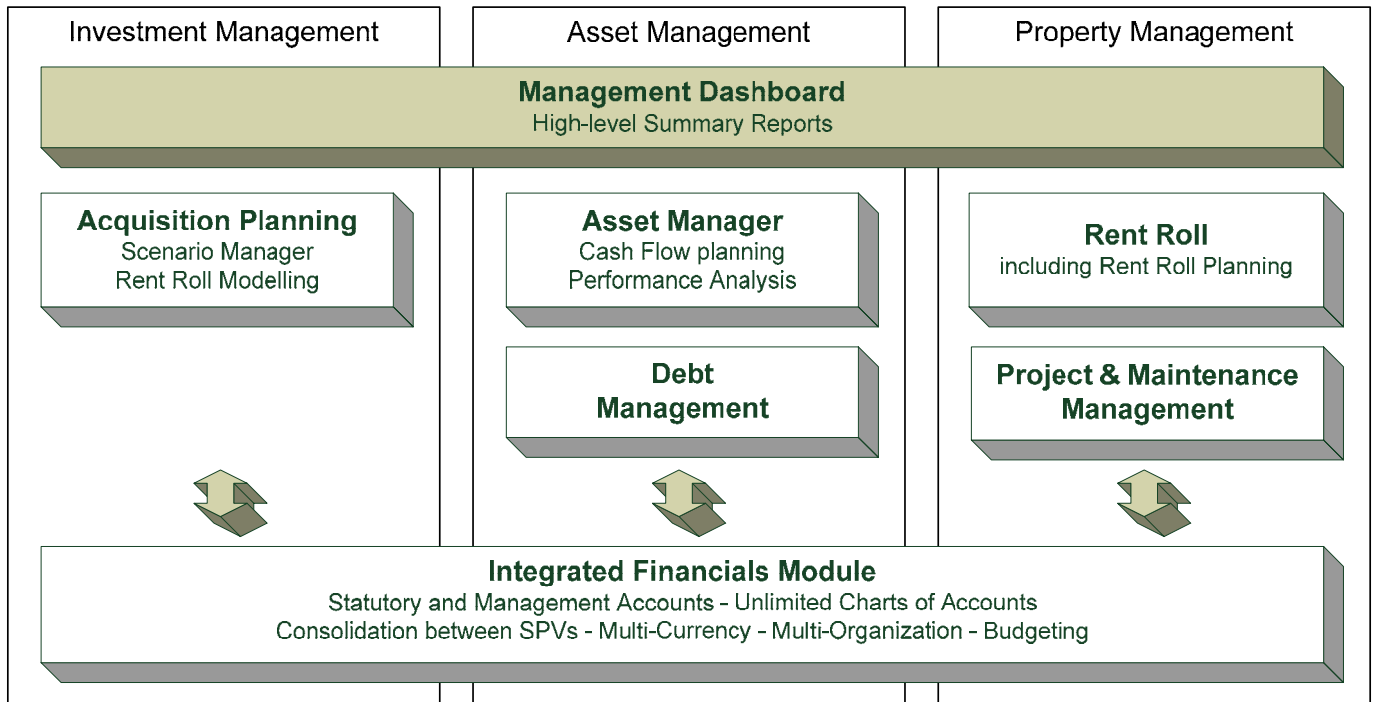 Investment Management
Asset Management
Property Management
Management Dashboard
High-level Summary Reports
Acquisition Planning
Scenario Manager
Rent Roll Modelling
Asset Manager
Cash Flow planning
Performance Analysis
Rent Roll
including Rent Roll Planning
Debt
Management
Project & Maintenance
Management
Integrated Financials Module
Statutory and Management Accounts - Unlimited Charts of Accounts
Consolidation between SPVs - Multi-Currency - Multi-Organization - Budgeting